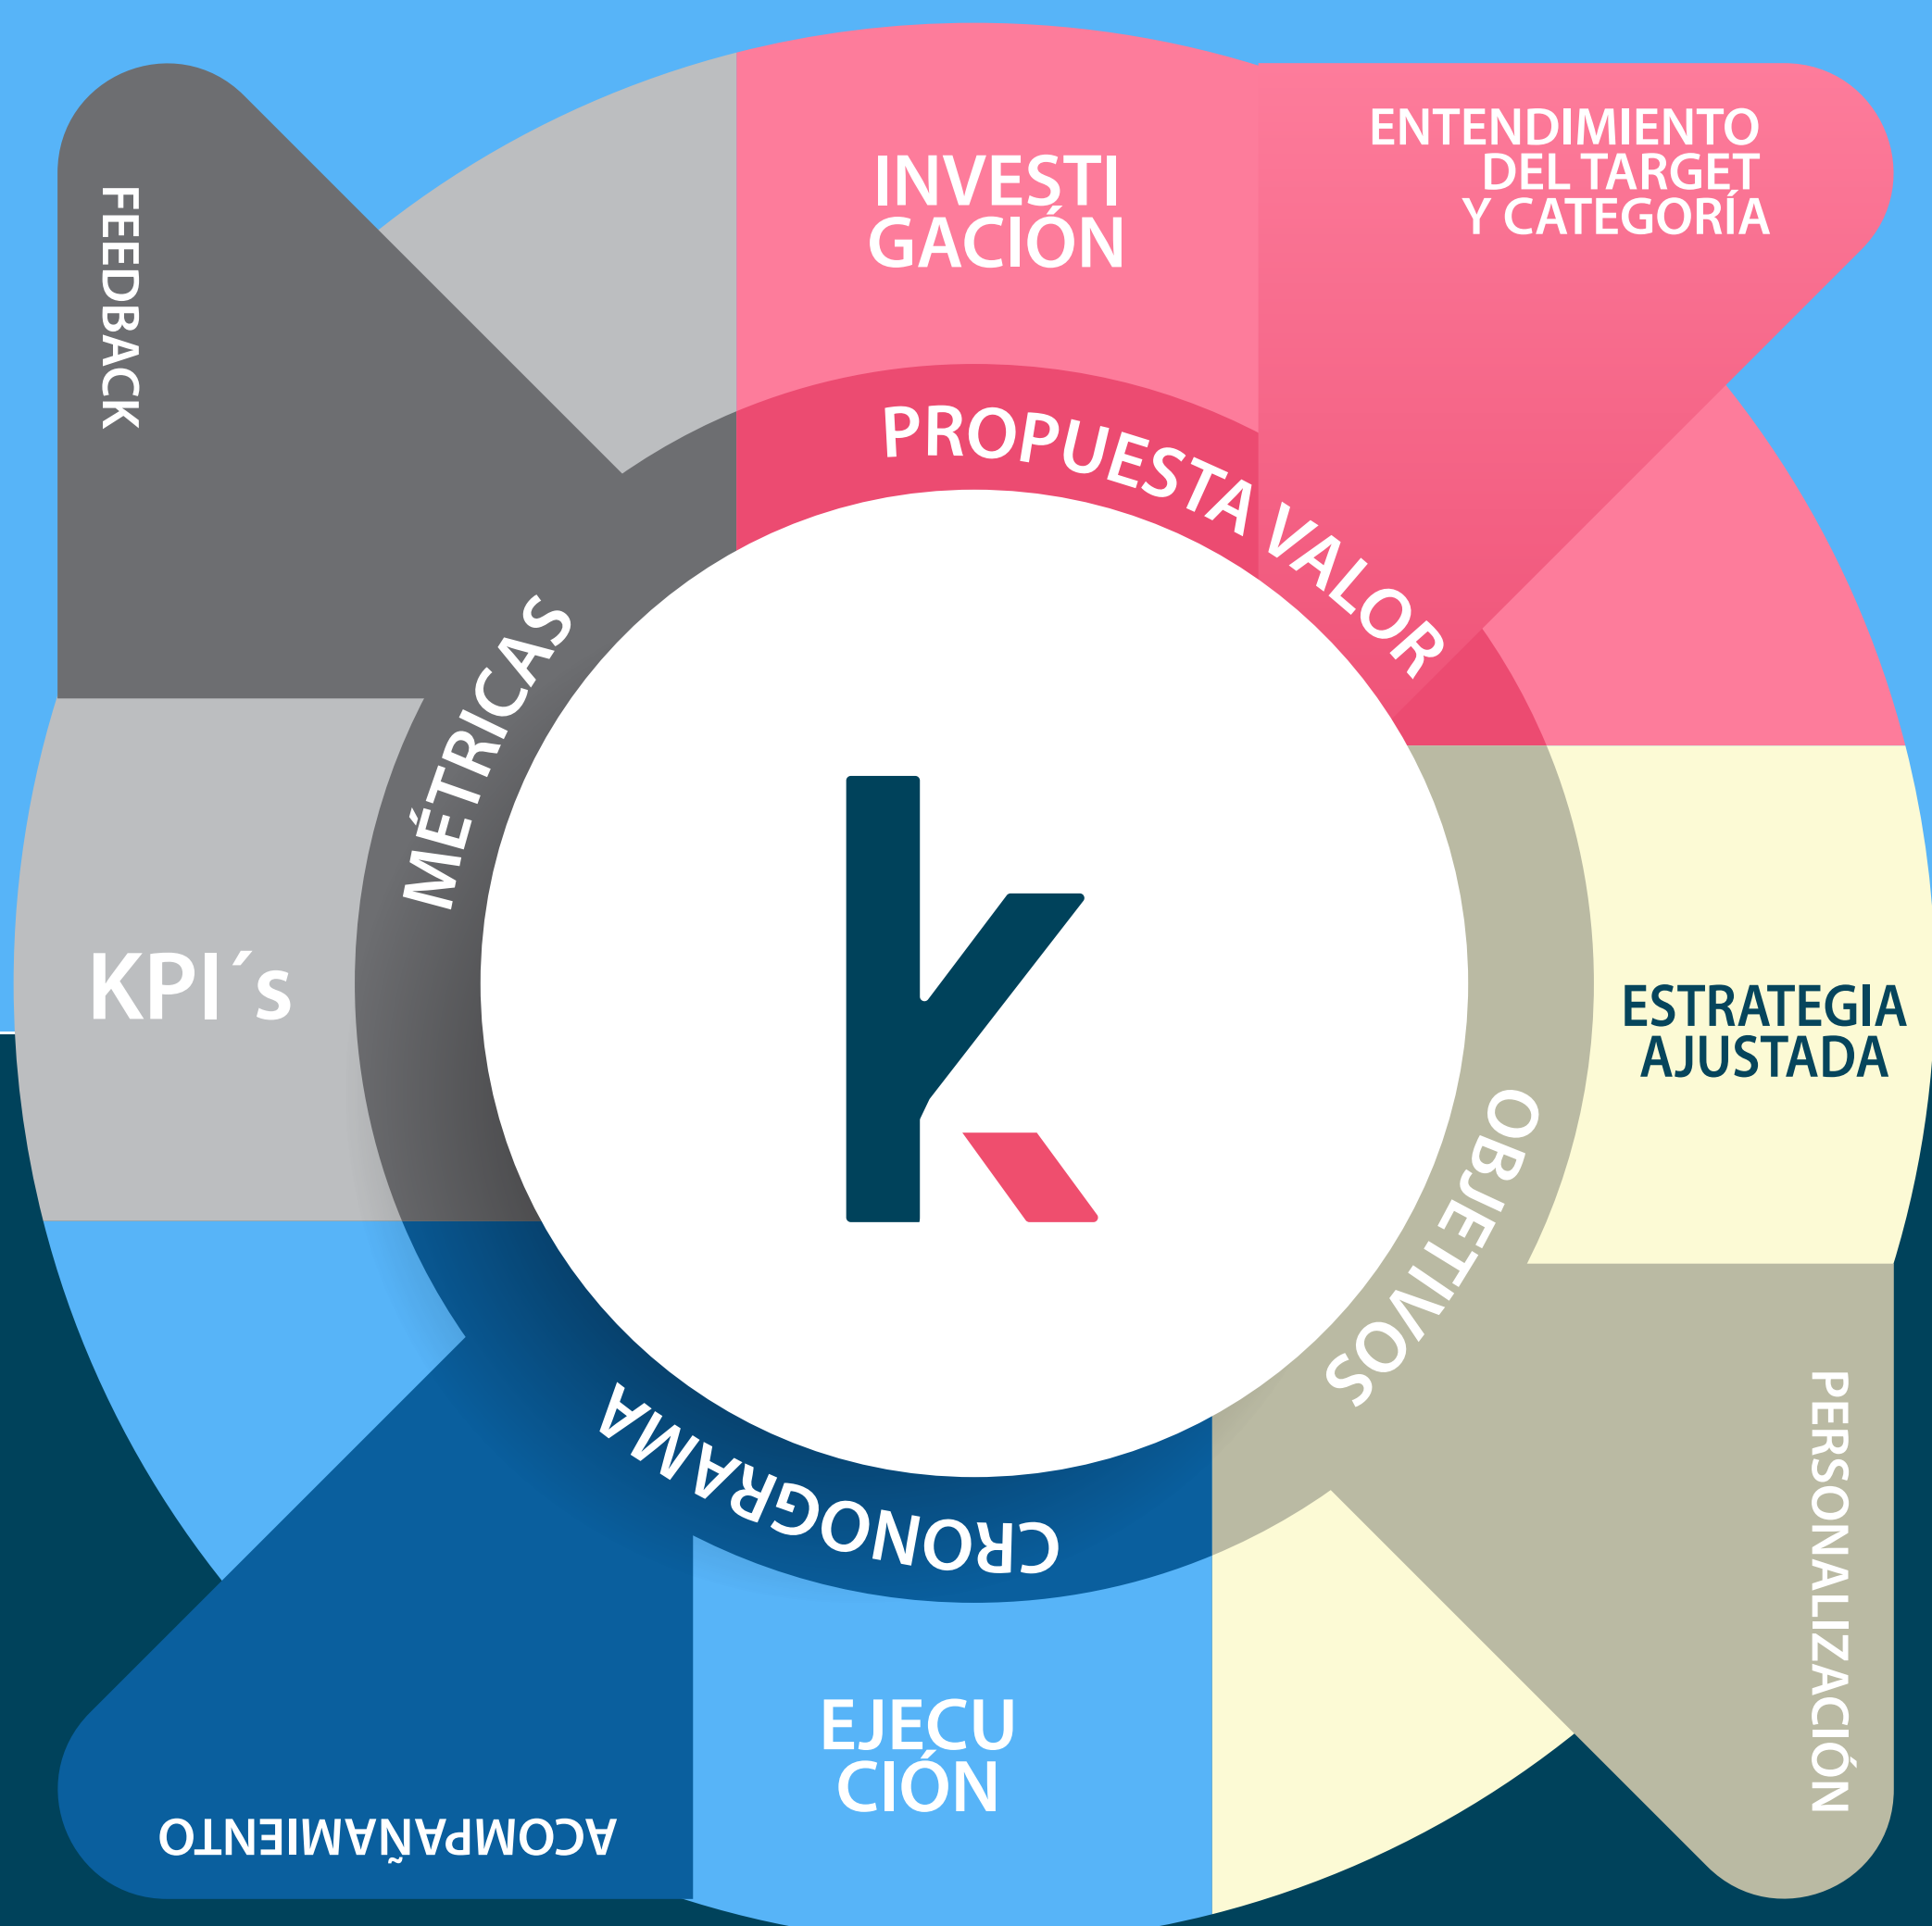 INVESTI
GACIÓN
ENTENDIMIENTO
DEL TARGET
Y CATEGORÍA
PROPUESTA VALOR
ESTRATEGIA
AJUSTADA
OBJETIVOS
PERSONALIZACIÓN
EJECU
CIÓN
CRONOGRAMA
ACOMPAÑAMIENTO
KPI´s
MÉTRICAS
FEEDBACK